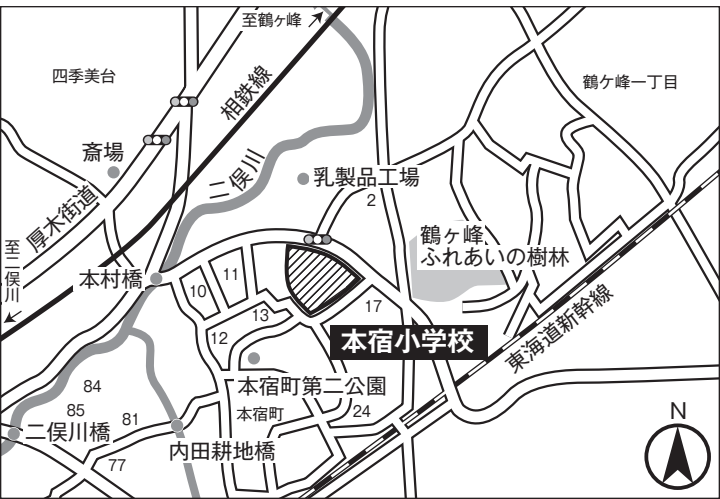 至鶴ヶ峰
四季美台
相鉄線
鶴ケ峰一丁目
斎場
二俣川
乳製品工場
2
厚木街道
鶴ヶ峰
ふれあいの樹林
至二俣川
本村橋
10
11
13
17
12
本宿小学校
東海道新幹線
本宿町第二公園
84
85
81
本宿町
24
二俣川橋
内田耕地橋
77
N